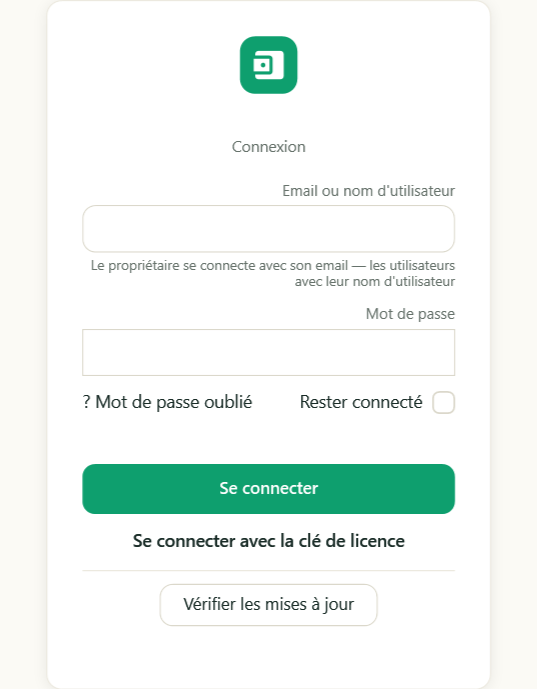 Connexion
Email ou nom d'utilisateur
Le propriétaire se connecte avec son email — les utilisateurs
avec leur nom d'utilisateur
Mot de passe
? Mot de passe oublié
Rester connecté
Se connecter
Se connecter avec la clé de licence
Vérifier les mises à jour